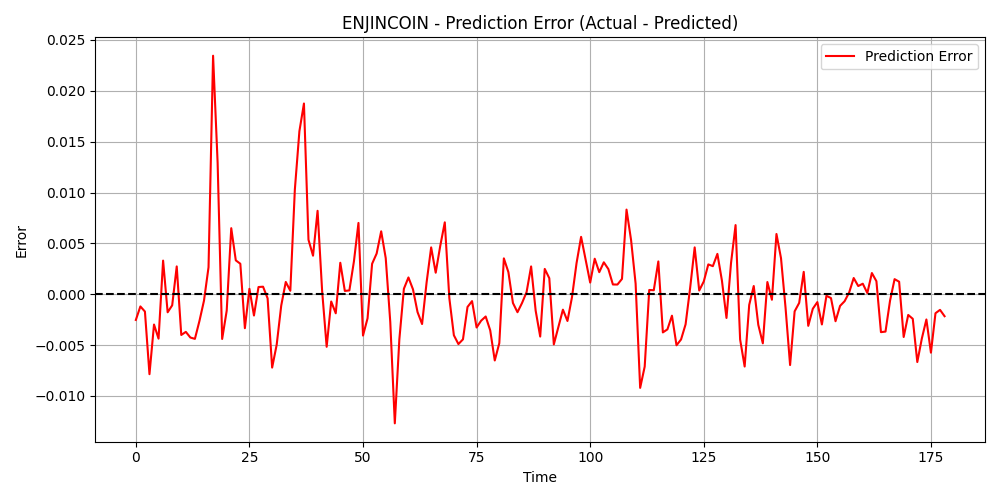 ENJINCOIN - Prediction Error (Actual - Predicted)
Prediction Error
Error
0.025
0.020
0.015
0.010
0.005
0.000
−0.005
−0.010
0 25 50 75 100 125 150 175
Time